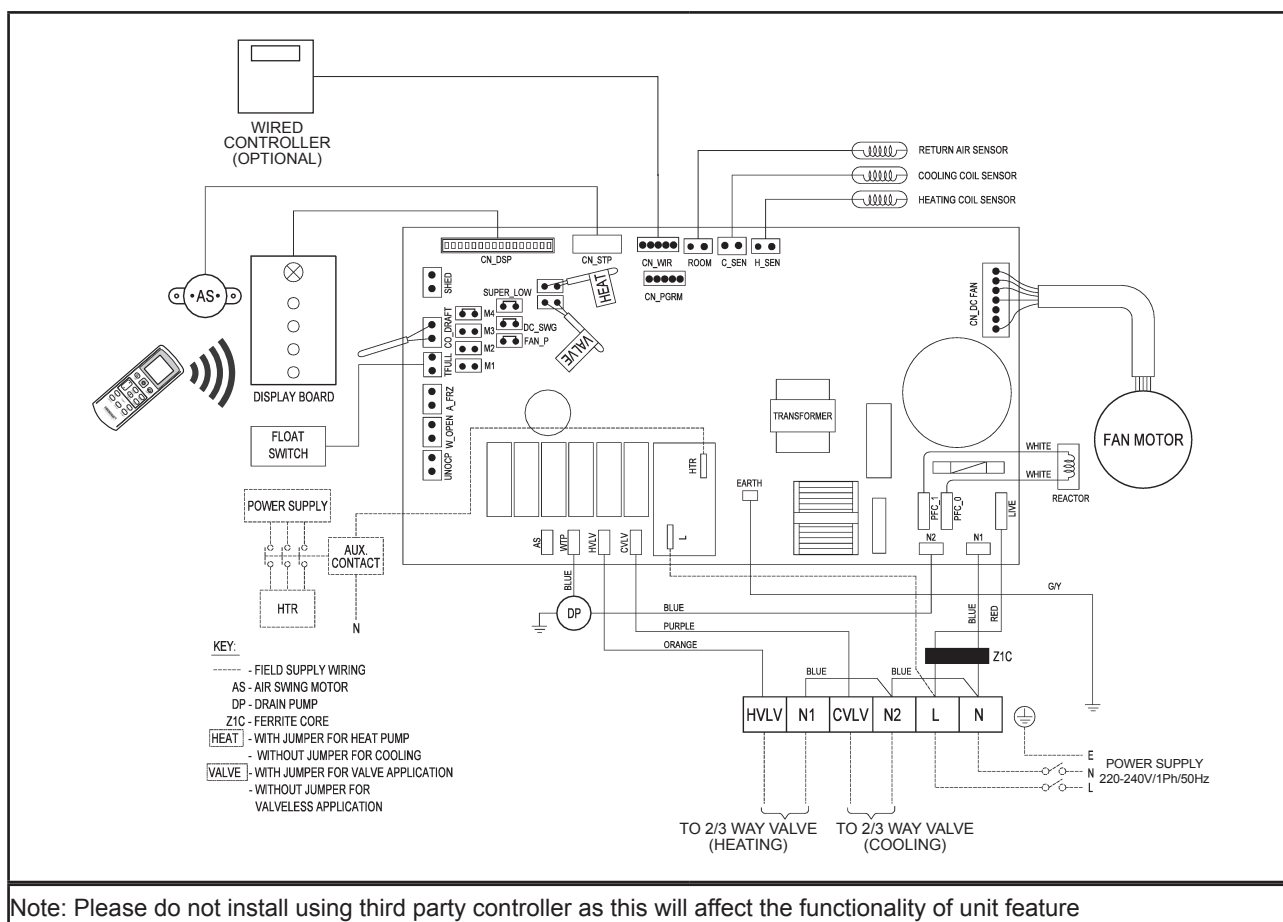 WIRED
CONTROLLER
(OPTIONAL)
RETURN AIR SENSOR
COOLING COIL SENSOR
HEATING COIL SENSOR
CN_DSP
CN_STP
CN_WIR
ROOM
C_SEN
H_SEN
CN_PGRM
SHED
SUPER_LOW
HEAT
VALVE
CO_DRAFT
M4
M3
M2
M1
DC_SWG
FAN_P
TFULL
A_FRZ
W_OPEN
UNOCP
CN_DC FAN
AS
DISPLAY BOARD
FLOAT
SWITCH
TRANSFORMER
FAN MOTOR
WHITE
WHITE
REACTOR
HTR
EARTH
PFC_1
PFC_0
LIVE
L
N2
N1
AS
WTP
HVLV
CVLV
POWER SUPPLY
AUX.
CONTACT
HTR
N
BLUE
DP
BLUE
PURPLE
ORANGE
BLUE
RED
G/Y
Z1C
BLUE
BLUE
HVLV N1 CVLV N2 L N
E
N
L
POWER SUPPLY
220-240V/1Ph/50Hz
TO 2/3 WAY VALVE
(HEATING)
TO 2/3 WAY VALVE
(COOLING)
KEY:
------ - FIELD SUPPLY WIRING
AS - AIR SWING MOTOR
DP - DRAIN PUMP
Z1C - FERRITE CORE
HEAT - WITH JUMPER FOR HEAT PUMP
- WITHOUT JUMPER FOR COOLING
VALVE - WITH JUMPER FOR VALVE APPLICATION
- WITHOUT JUMPER FOR
VALVELESS APPLICATION
Note: Please do not install using third party controller as this will affect the functionality of unit feature